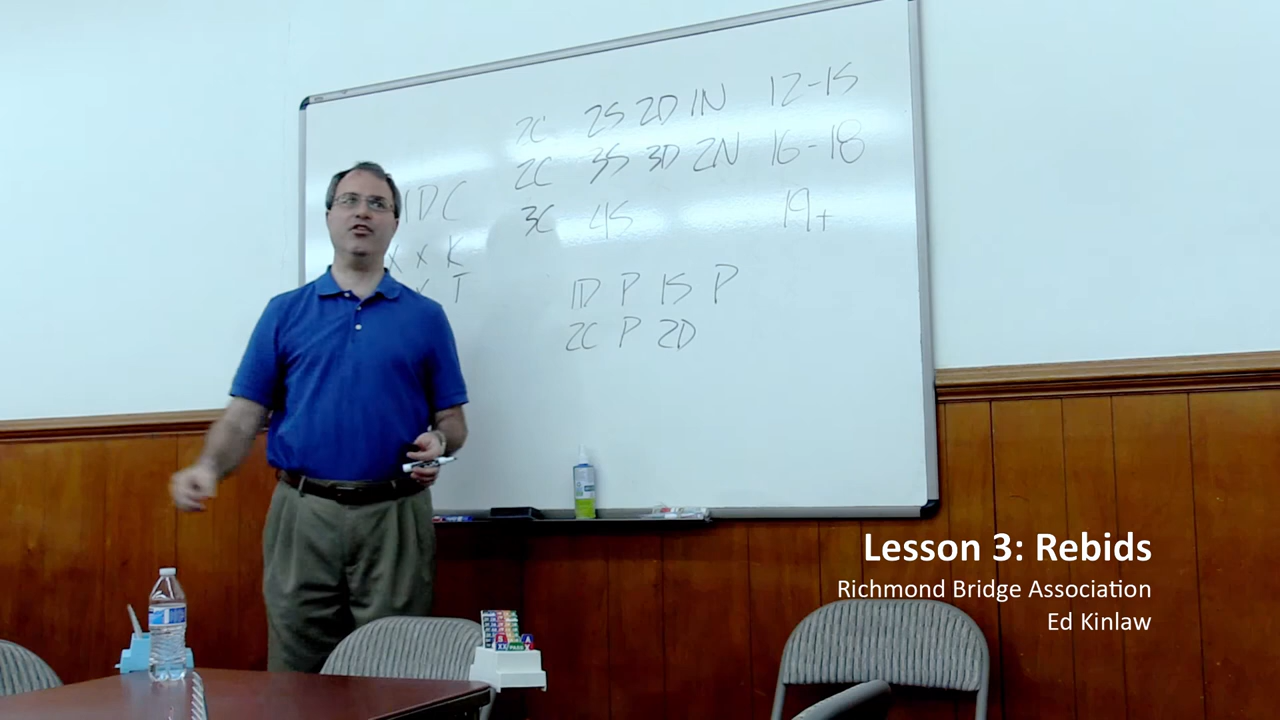 2C 2S 2D 1N 12-15
2C 3S 3D 2N 16-18
3C 4S 19+
1DC
X X K
X T
1D P 1S P
2C P 2D
Lesson 3: Rebids
Richmond Bridge Association
Ed Kinlaw